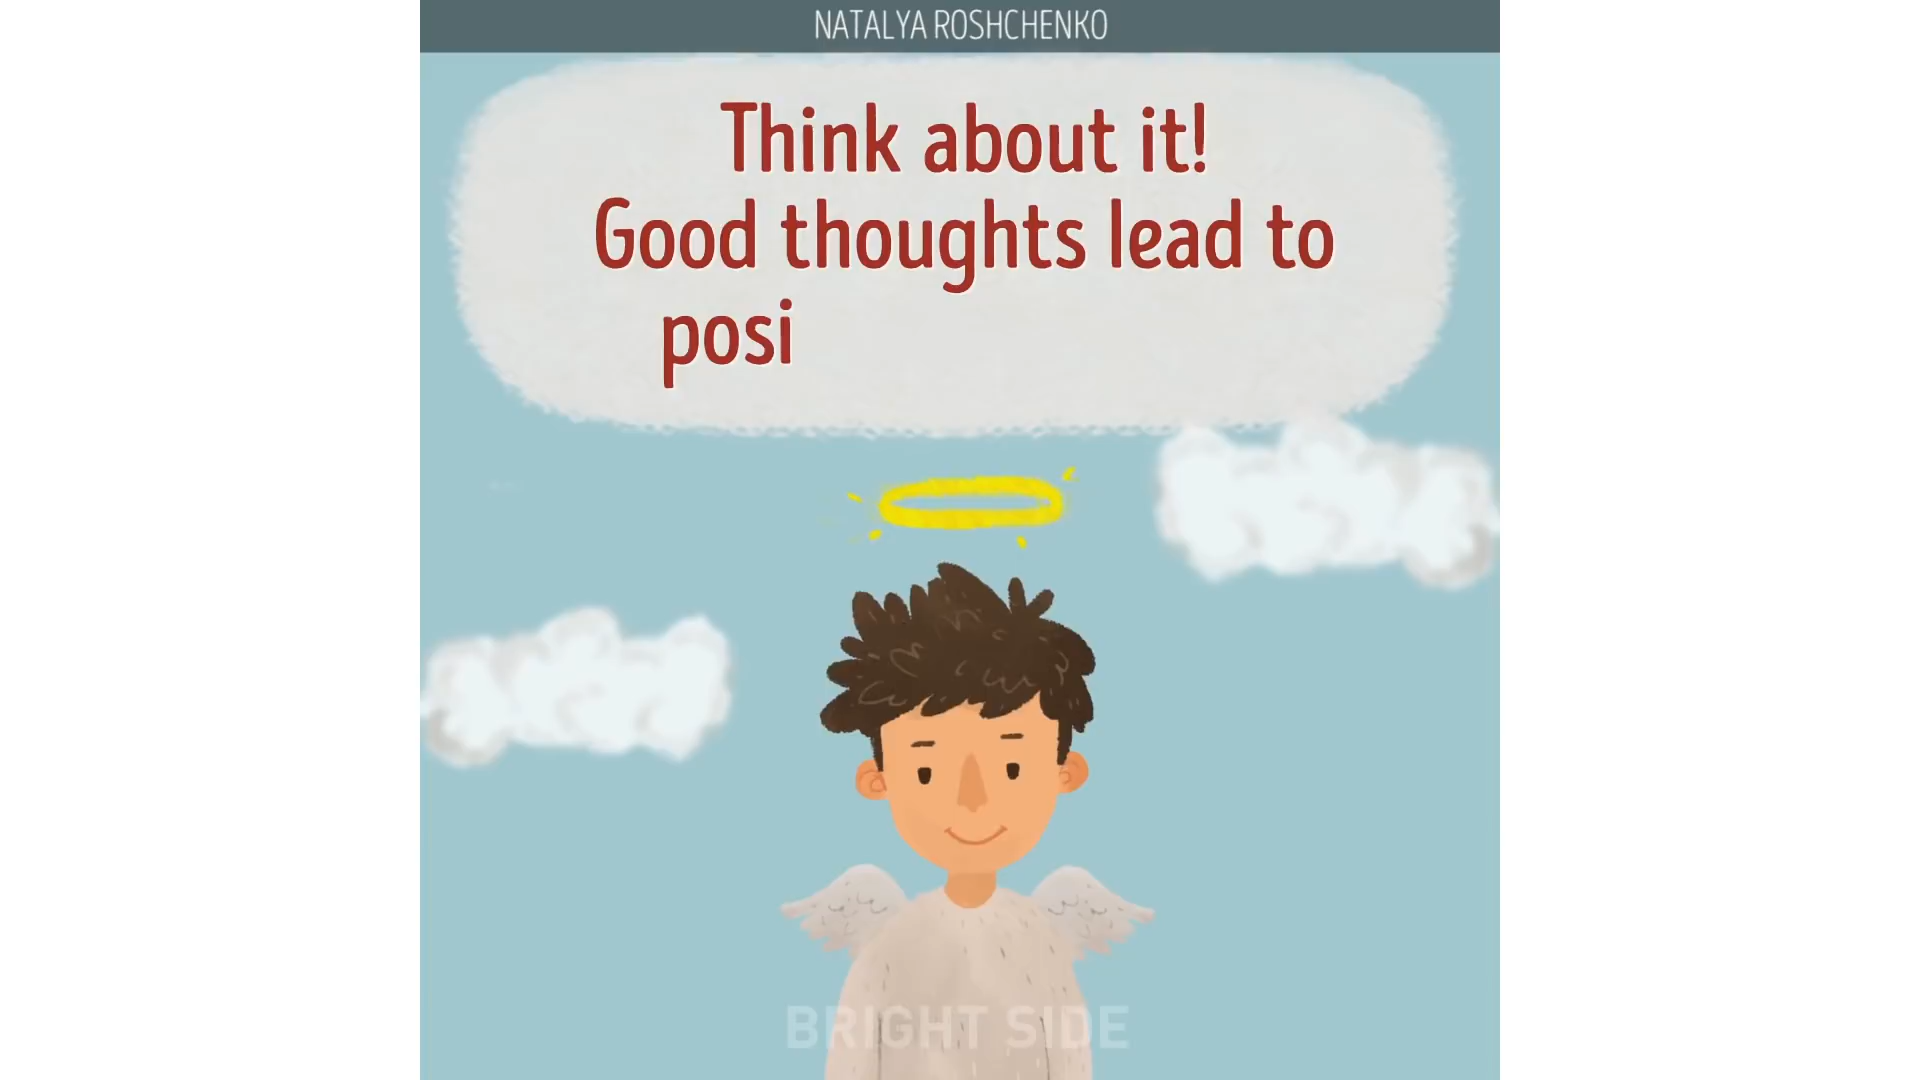 NATALYA ROSHCHENKO
Think about it!
Good thoughts lead to
posi
BRIGHT SIDE